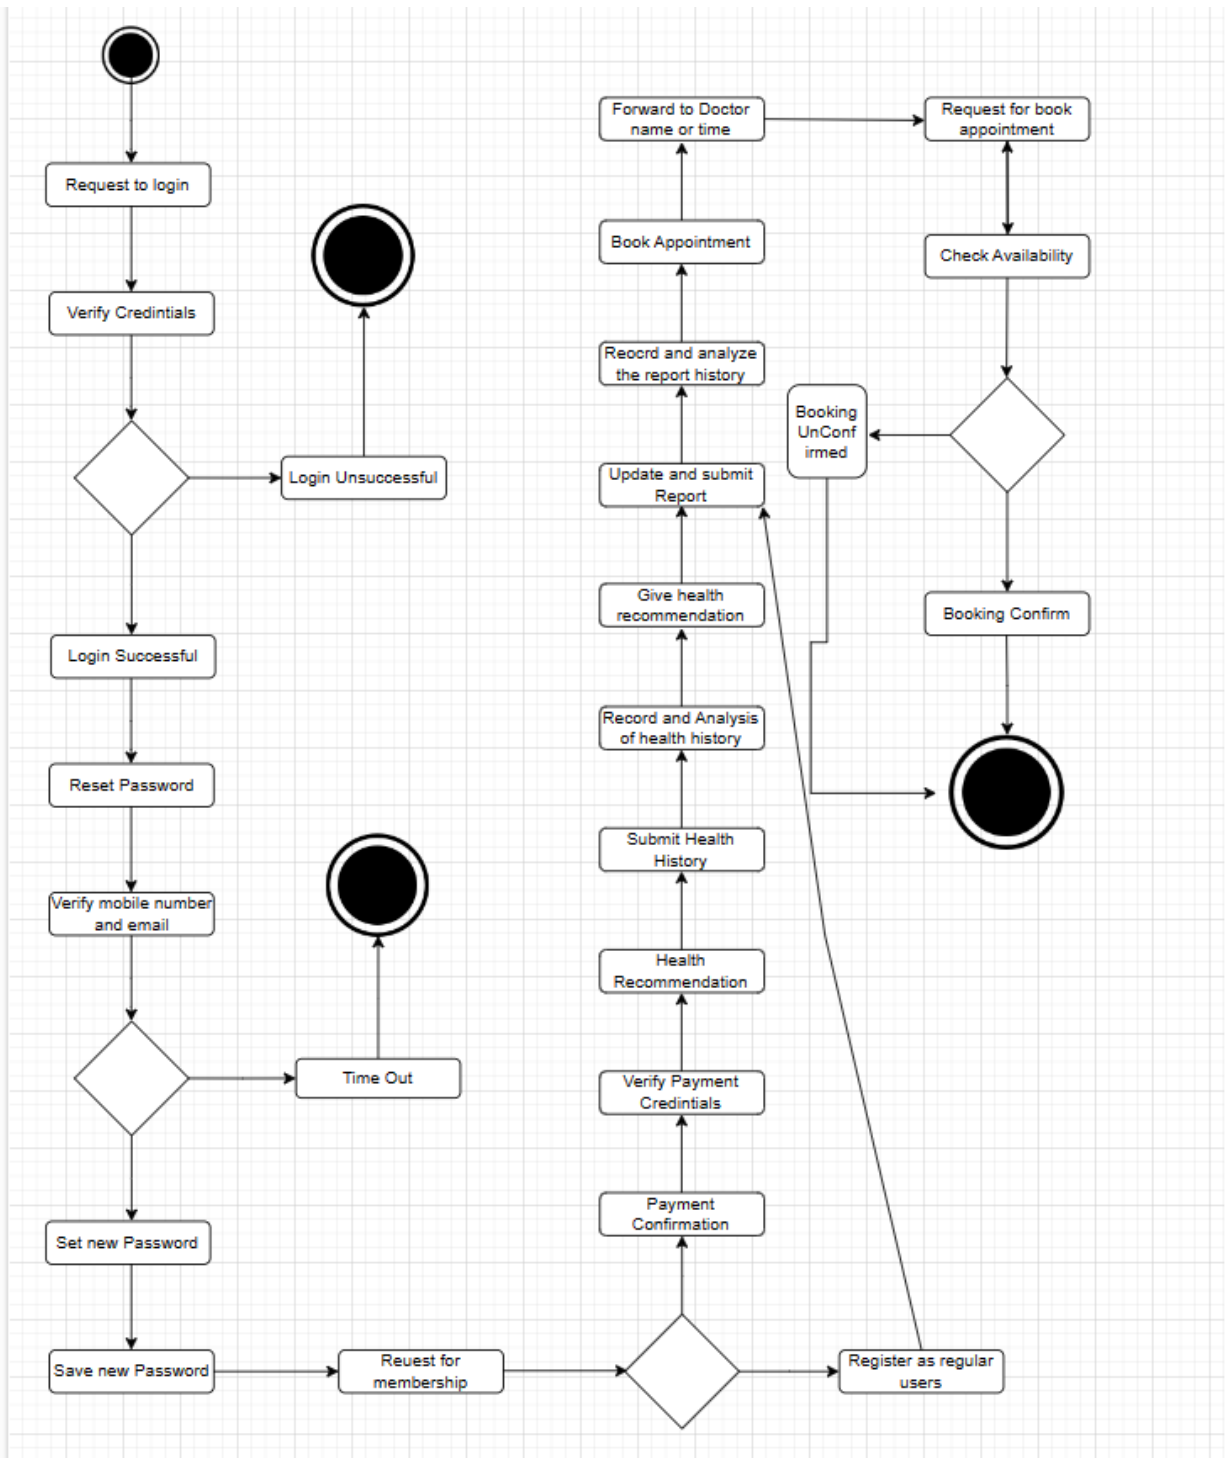 Request to login
Verify Credintials
Login Unsuccessful
Login Successful
Reset Password
Verify mobile number
and email
Time Out
Set new Password
Save new Password
Reuest for
membership
Register as regular
users
Payment
Confirmation
Verify Payment
Credintials
Health
Recommendation
Submit Health
History
Record and Analysis
of health history
Give health
recommendation
Update and submit
Report
Reocrd and analyze
the report history
Book Appointment
Forward to Doctor
name or time
Request for book
appointment
Check Availability
Booking
UnConf
irmed
Booking Confirm